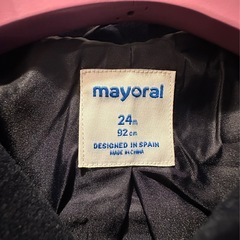 mayoral
24m
92cm
DESIGNED IN SPAIN
MADE IN CHINA